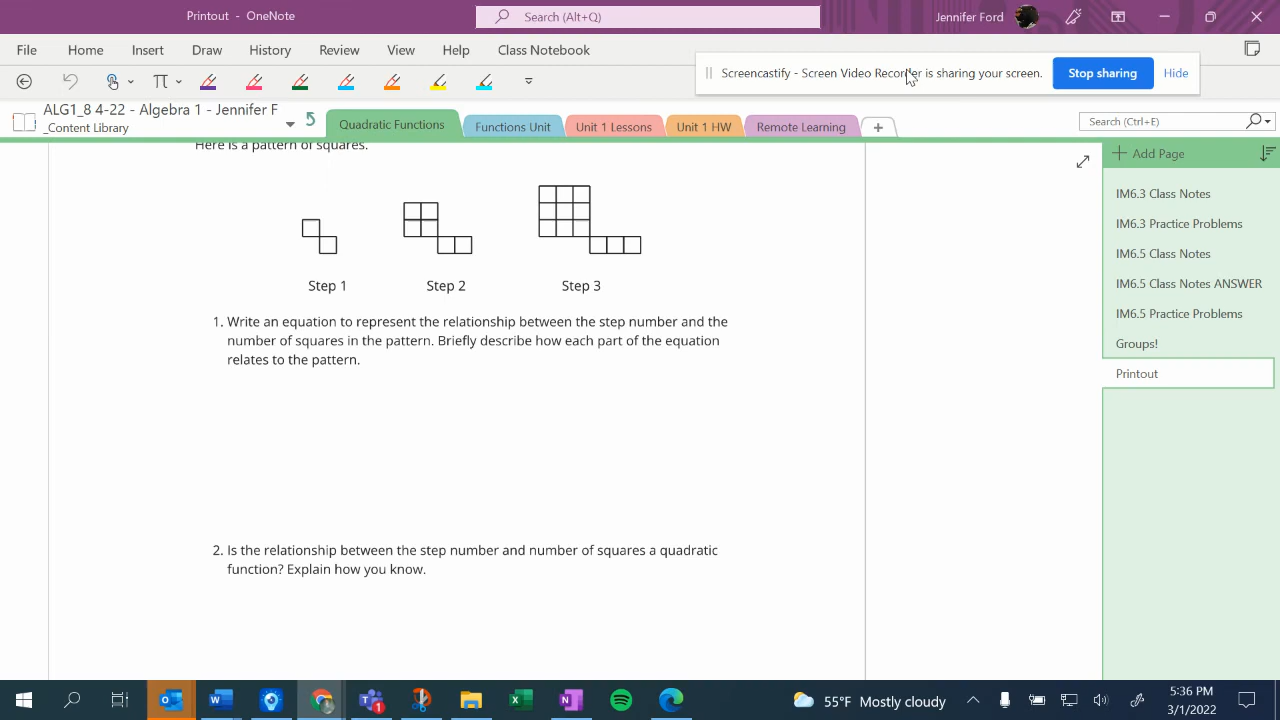 Printout - OneNote
Search (Alt+Q)
Jennifer Ford
File Home Insert Draw History Review View Help Class Notebook
Screencastify - Screen Video Recorder is sharing your screen. Stop sharing Hide
ALG1_8 4-22 - Algebra 1 - Jennifer F
_Content Library
Quadratic Functions Functions Unit Unit 1 Lessons Unit 1 HW Remote Learning +
Search (Ctrl+E)
Here is a pattern of squares.
Step 1 Step 2 Step 3
1. Write an equation to represent the relationship between the step number and the
number of squares in the pattern. Briefly describe how each part of the equation
relates to the pattern.
2. Is the relationship between the step number and number of squares a quadratic
function? Explain how you know.
Add Page
IM6.3 Class Notes
IM6.3 Practice Problems
IM6.5 Class Notes
IM6.5 Class Notes ANSWER
IM6.5 Practice Problems
Groups!
Printout
55°F Mostly cloudy
5:36 PM
3/1/2022